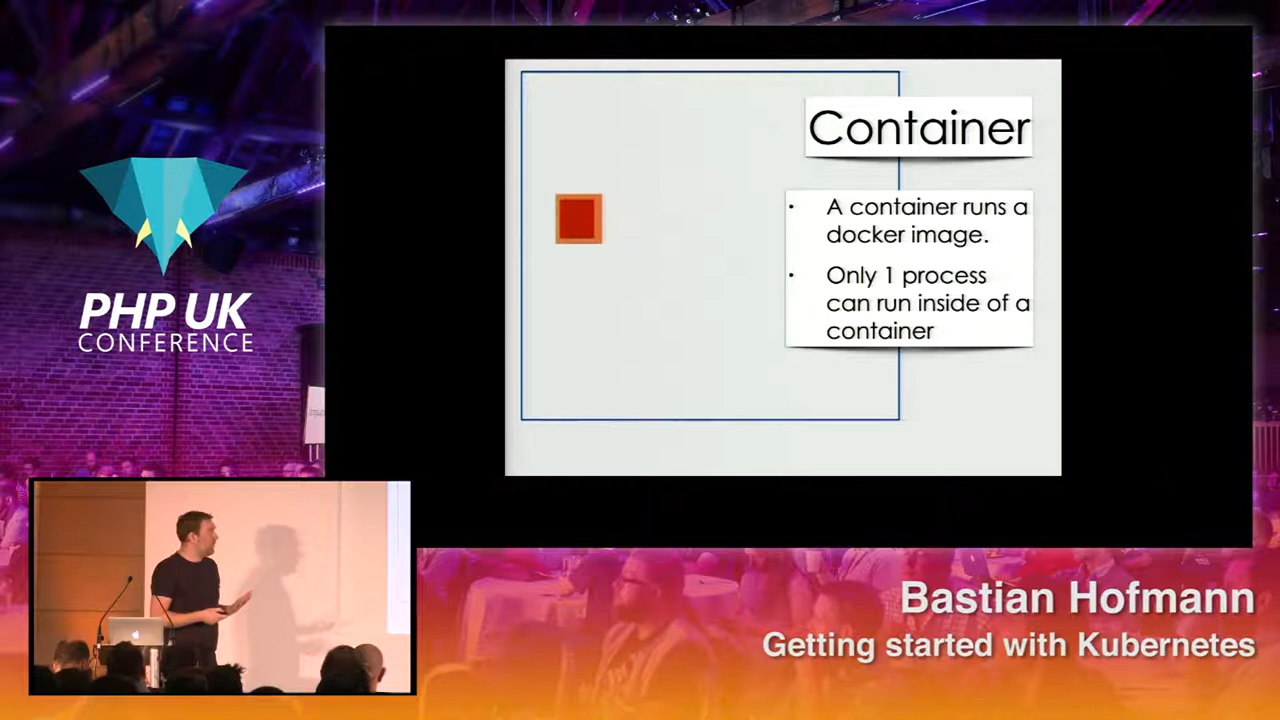 PHP UK
CONFERENCE
Container
• A container runs a
docker image.
• Only 1 process
can run inside of a
container
Bastian Hofmann
Getting started with Kubernetes